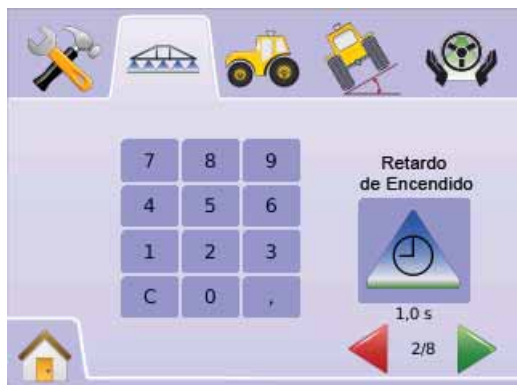 7 8 9
4 5 6
1 2 3
C 0 ,
Retardo
de Encendido
1,0 s
2/8